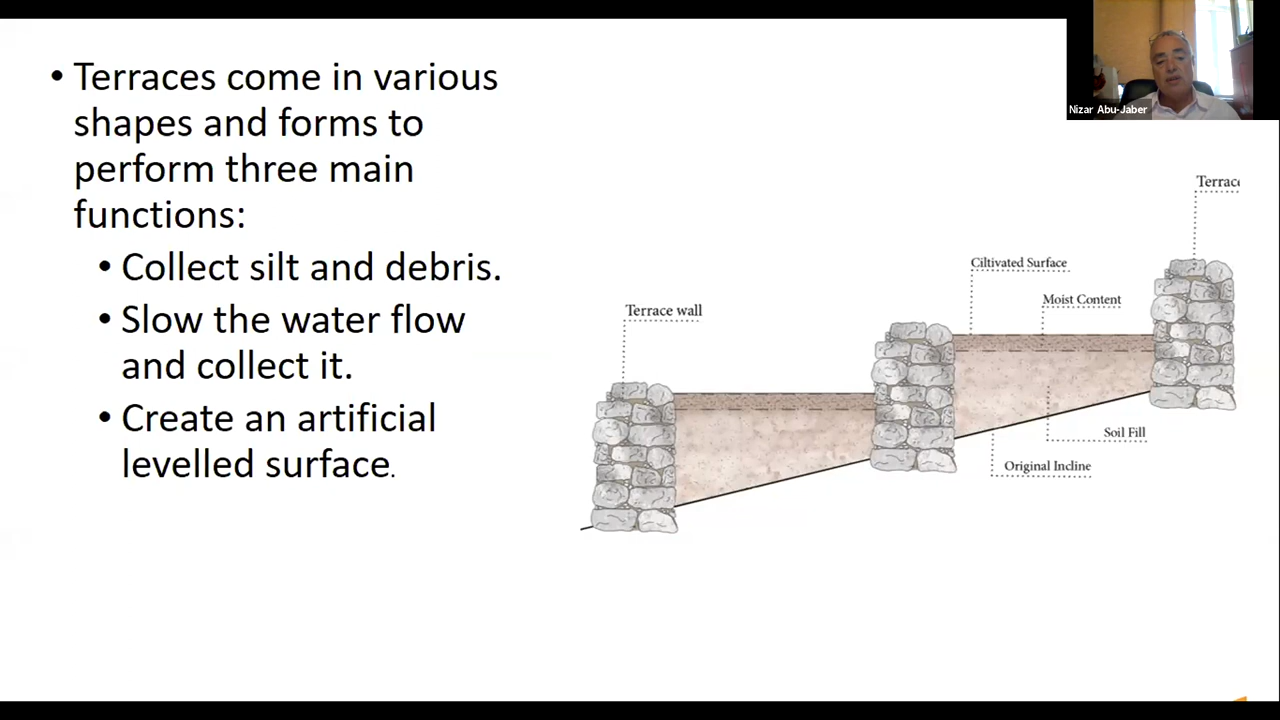 • Terraces come in various
shapes and forms to
perform three main
functions:
• Collect silt and debris.
• Slow the water flow
and collect it.
• Create an artificial
levelled surface.
Nizar Abu-Jaber
Terrac
Ciltivated Surface
Moist Content
Terrace wall
Soil Fill
Original Incline